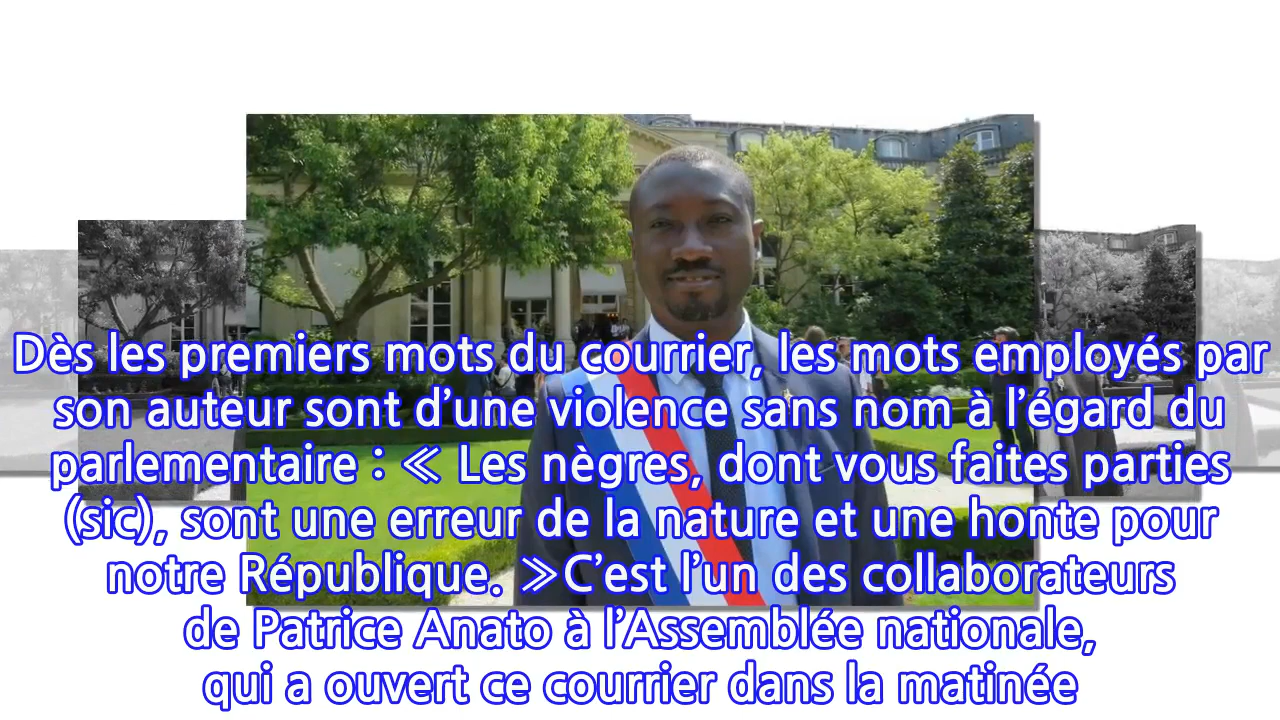 Dès les premiers mots du courrier, les mots employés par
son auteur sont d’une violence sans nom à l’égard du
parlementaire : ≪ Les nègres, dont vous faites parties
(sic), sont une erreur de la nature et une honte pour
notre République. ≫C’est l’un des collaborateurs
de Patrice Anato à l’Assemblée nationale,
qui a ouvert ce courrier dans la matinée